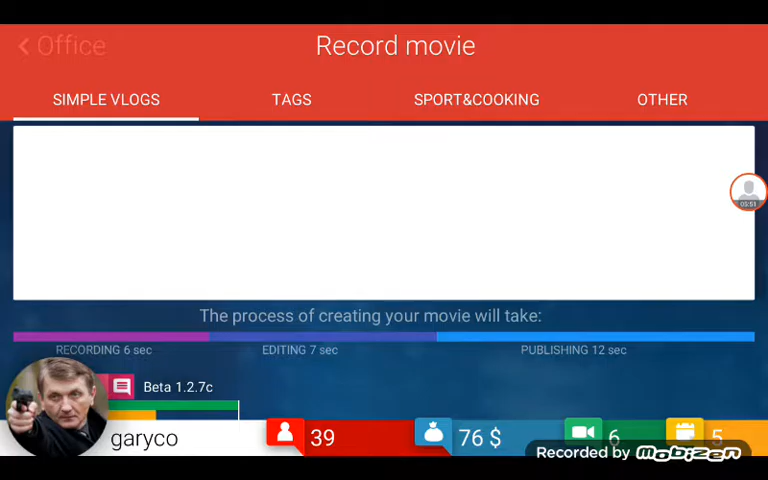 Office
Record movie
SIMPLE VLOGS
TAGS
SPORT&COOKING
OTHER
03:51
The process of creating your movie will take:
RECORDING 6 sec
EDITING 7 sec
PUBLISHING 12 sec
Beta 1.2.7c
garyco
39
76 $
6
5
Recorded by Mobizen